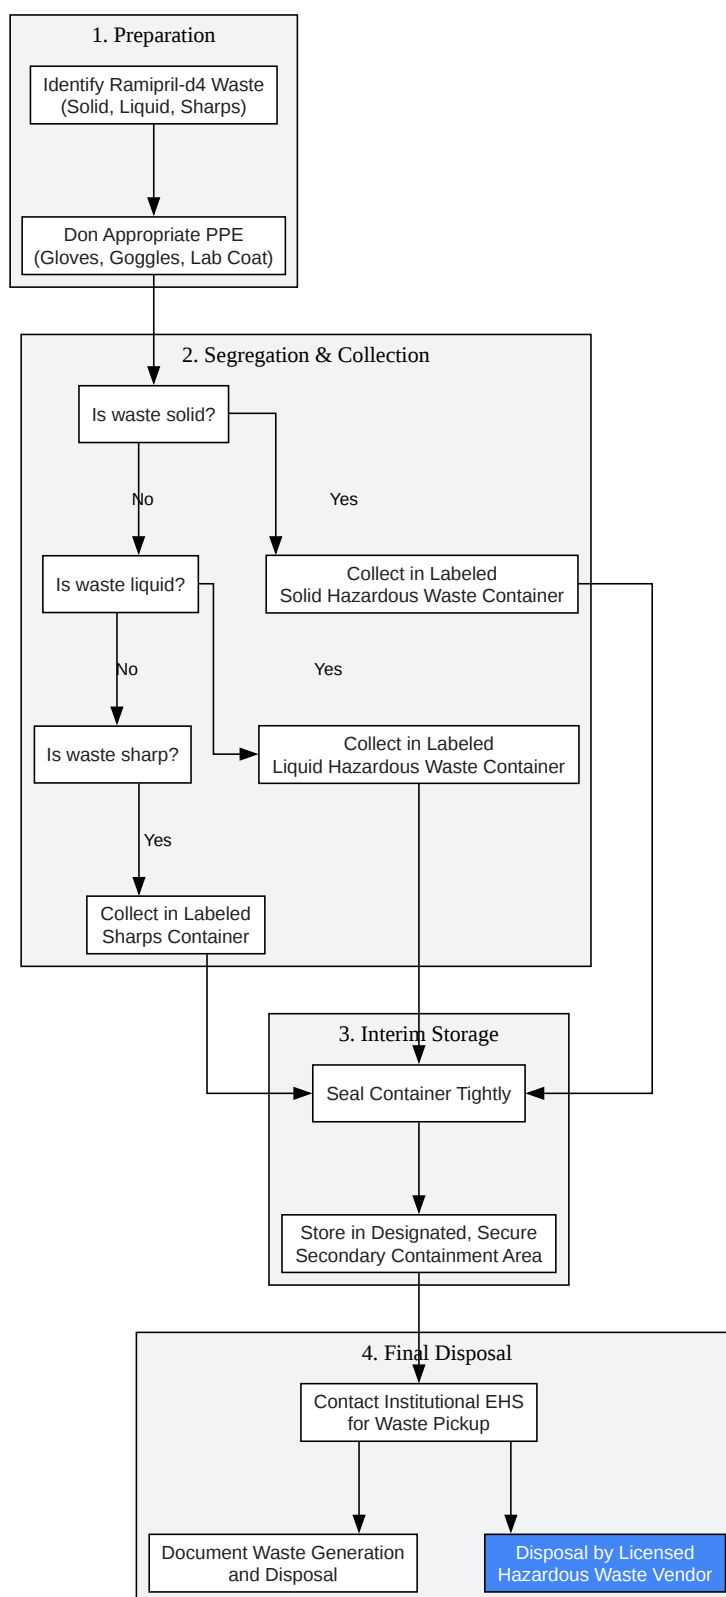 1. Preparation
Identify Ramipril-d4 Waste
(Solid, Liquid, Sharps)
Don Appropriate PPE
(Gloves, Goggles, Lab Coat)
2. Segregation & Collection
Is waste solid?
No
Yes
Is waste liquid?
Collect in Labeled
Solid Hazardous Waste Container
No
Yes
Is waste sharp?
Collect in Labeled
Liquid Hazardous Waste Container
Yes
Collect in Labeled
Sharps Container
3. Interim Storage
Seal Container Tightly
Store in Designated, Secure
Secondary Containment Area
4. Final Disposal
Contact Institutional EHS
for Waste Pickup
Document Waste Generation
and Disposal
Disposal by Licensed
Hazardous Waste Vendor